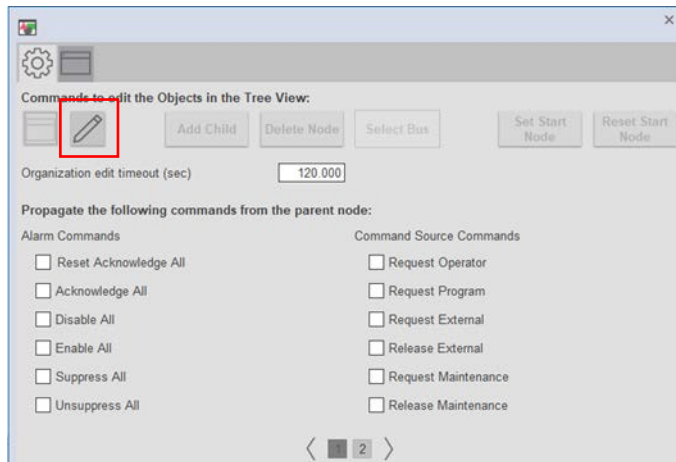 ×
Commands to edit the Objects in the Tree View:
Add Child
Delete Node
Select Bus
Set Start
Node
Reset Start
Node
Organization edit timeout (sec)
120.000
Propagate the following commands from the parent node:
Alarm Commands
Command Source Commands
Reset Acknowledge All
Request Operator
Acknowledge All
Request Program
Disable All
Request External
Enable All
Release External
Suppress All
Request Maintenance
Unsuppress All
Release Maintenance
1 2